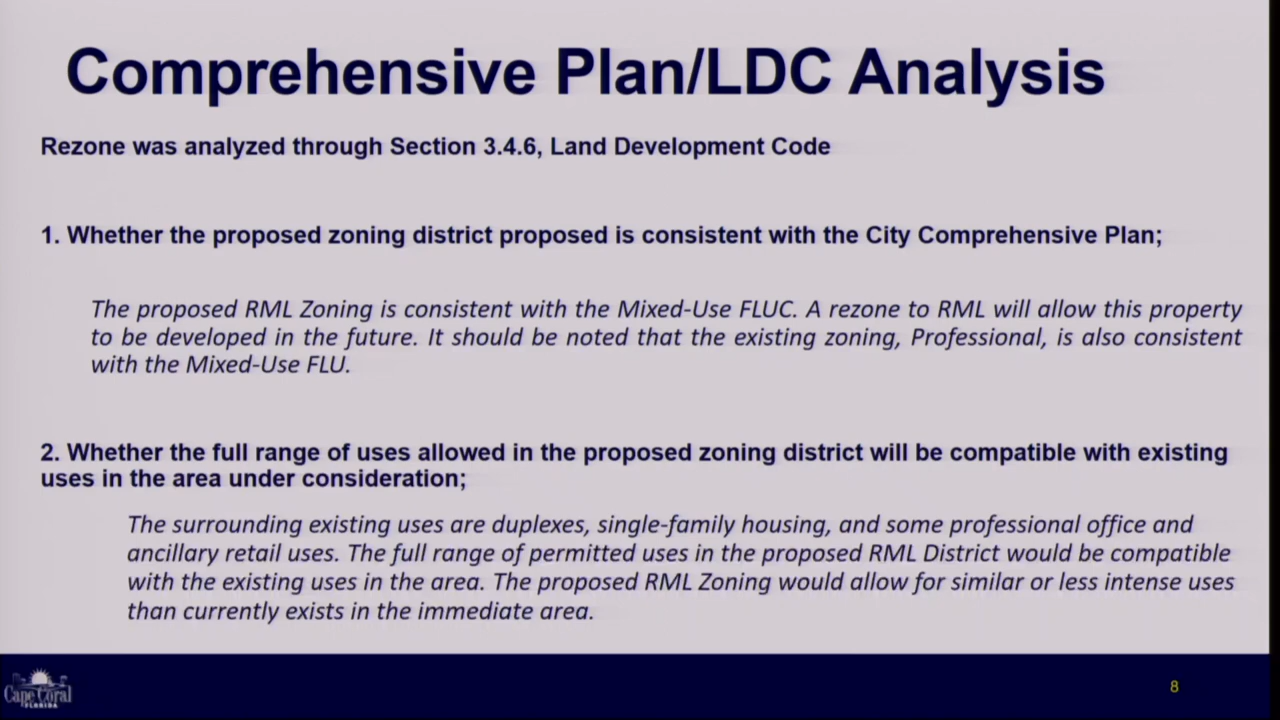 Comprehensive Plan/LDC Analysis
Rezone was analyzed through Section 3.4.6, Land Development Code
1. Whether the proposed zoning district proposed is consistent with the City Comprehensive Plan;
The proposed RML Zoning is consistent with the Mixed-Use FLUC. A rezone to RML will allow this property
to be developed in the future. It should be noted that the existing zoning, Professional, is also consistent
with the Mixed-Use FLU.
2. Whether the full range of uses allowed in the proposed zoning district will be compatible with existing
uses in the area under consideration;
The surrounding existing uses are duplexes, single-family housing, and some professional office and
ancillary retail uses. The full range of permitted uses in the proposed RML District would be compatible
with the existing uses in the area. The proposed RML Zoning would allow for similar or less intense uses
than currently exists in the immediate area.
Cape Coral
FLORIDA
8